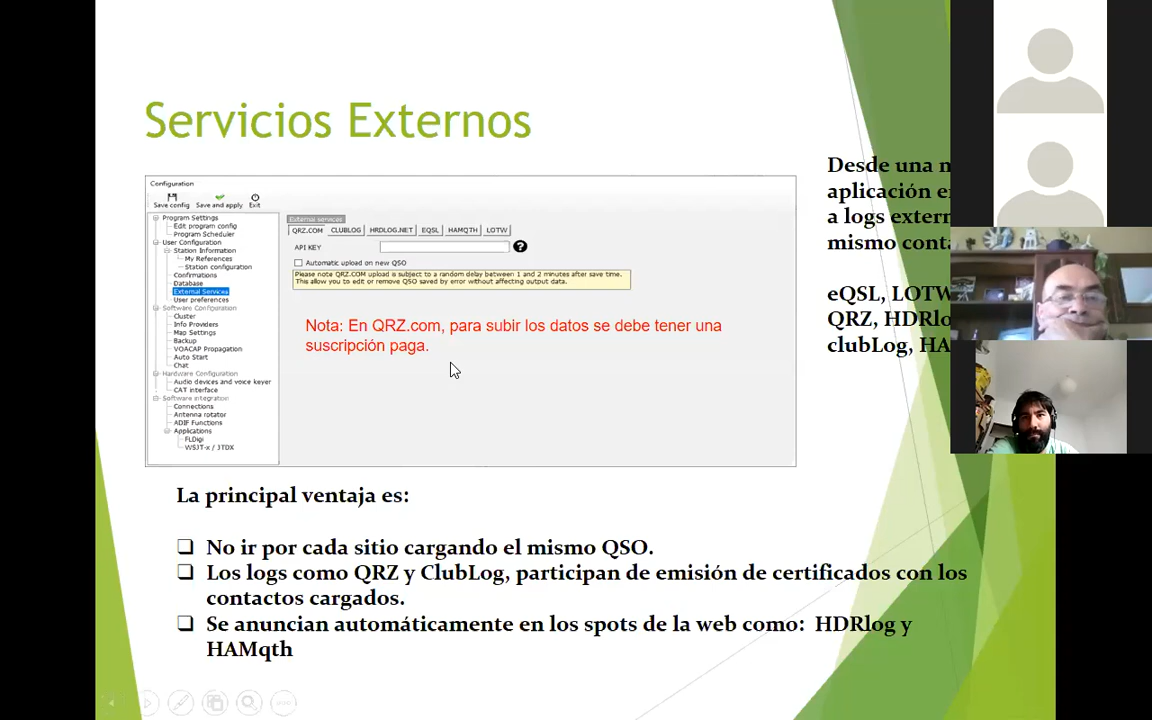 Servicios Externos
Configuration
Save config Save and apply Exit
Program Settings
Edit program config
Program Scheduler
User Configuration
Station Information
My References
Station configuration
Confirmations
Database
External Services
User preferences
Software Configuration
Cluster
Info Providers
Map Settings
Backup
VOACAP Propagation
Auto Start
Chat
Hardware Configuration
Audio devices and voice keyer
CAT interface
Software integration
Connections
Antenna rotator
ADIF Functions
Applications
FLDigi
WSJT-x / JTDX
External services
QRZ.COM CLUBLOG HRDLOG.NET EQSL HAMQTH LOTW
API KEY
Automatic upload on new QSO
Please note QRZ.COM upload is subject to a random delay between 1 and 2 minutes after save time.
This allow you to edit or remove QSO saved by error without affecting output data.
Nota: En QRZ.com, para subir los datos se debe tener una
suscripción paga.
Desde una
aplicación
a logs
mismo
eQSL, LOTW
QRZ,
clubLog,
La principal ventaja es:
No ir por cada sitio cargando el mismo QSO.
Los logs como QRZ y ClubLog, participan de emisión de certificados con los
contactos cargados.
Se anuncian automáticamente en los spots de la web como: HDRlog y
HAMqth